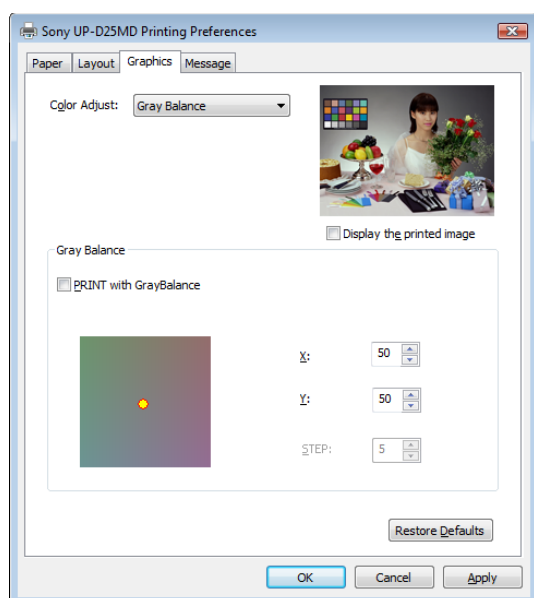 Sony UP-D25MD Printing Preferences
Paper Layout Graphics Message
Color Adjust: Gray Balance
Display the printed image
Gray Balance
PRINT with GrayBalance
X: 50
Y: 50
STEP: 5
Restore Defaults
OK Cancel Apply